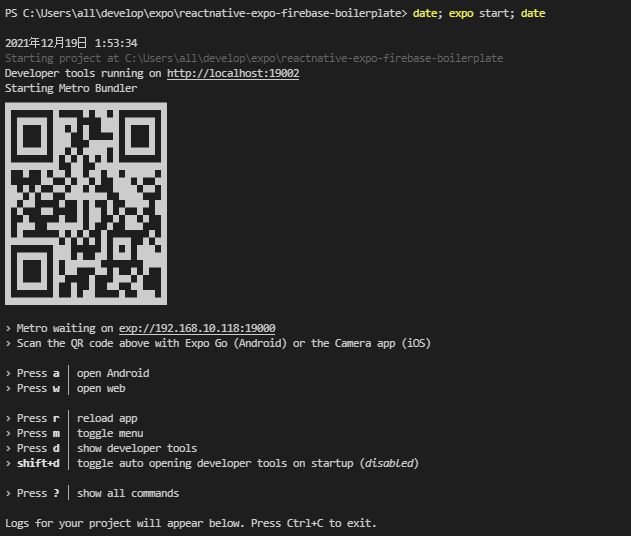 PS C:\Users\all\develop\expo\reactnative-expo-firebase-boilerplate> date; expo start; date
2021年12月19日 1:53:34
Starting project at C:\Users\all\develop\expo\reactnative-expo-firebase-boilerplate
Developer tools running on http://localhost:19002
Starting Metro Bundler
› Metro waiting on exp://192.168.10.118:19000
› Scan the QR code above with Expo Go (Android) or the Camera app (iOS)
› Press a │ open Android
› Press w │ open web
› Press r │ reload app
› Press m │ toggle menu
› Press d │ show developer tools
› shift+d │ toggle auto opening developer tools on startup (disabled)
› Press ? │ show all commands
Logs for your project will appear below. Press Ctrl+C to exit.